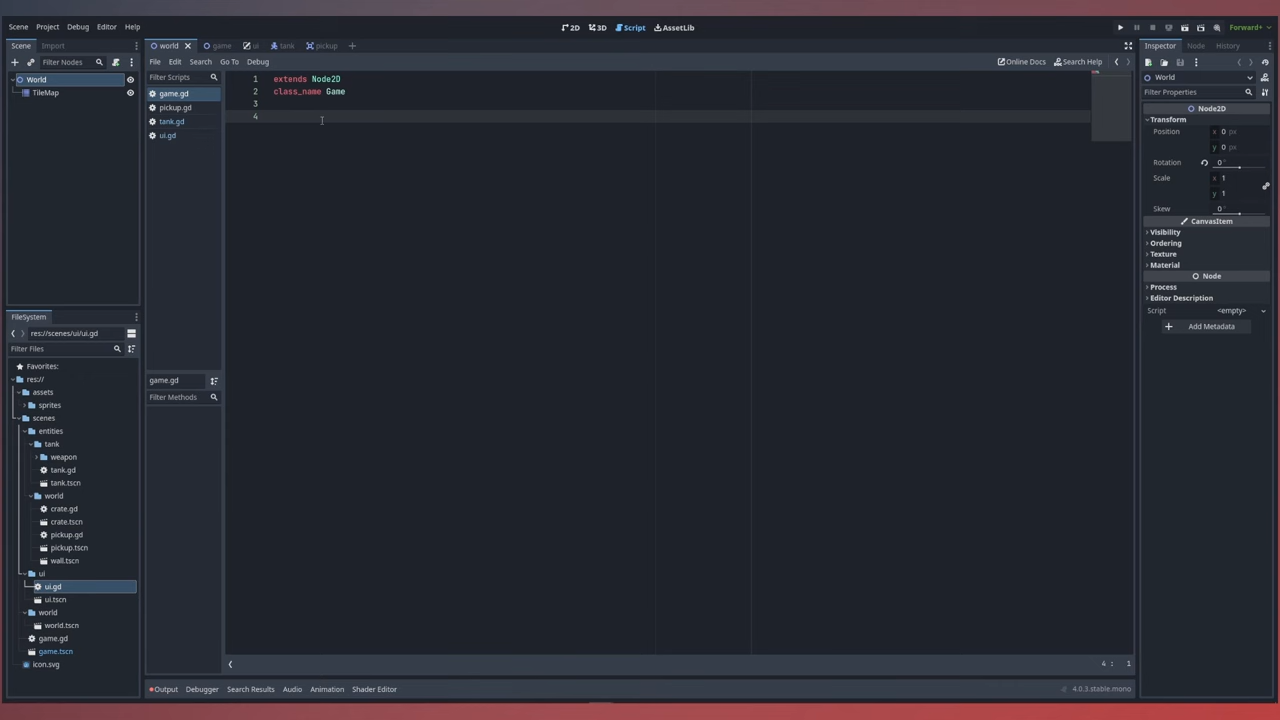 Scene Project Debug Editor Help
2D 3D Script AssetLib
Forward+
Scene Import
world game ui tank pickup
Inspector Node History
Filter Nodes
File Edit Search Go To Debug
Online Docs Search Help
World
TileMap
Filter Scripts
game.gd
pickup.gd
tank.gd
ui.gd
1 extends Node2D
2 class_name Game
3
4
World
Filter Properties
Node2D
Transform
Position x 0 px
y 0 px
Rotation 0 °
Scale x 1
y 1
Skew 0 °
CanvasItem
Visibility
Ordering
Texture
Material
Node
Process
Editor Description
Script <empty>
Add Metadata
FileSystem
res://scenes/ui/ui.gd
Filter Files
Favorites:
res://
assets
sprites
scenes
entities
tank
weapon
tank.gd
tank.tscn
world
crate.gd
crate.tscn
pickup.gd
pickup.tscn
wall.tscn
ui
ui.gd
ui.tscn
world
world.tscn
game.gd
game.tscn
icon.svg
game.gd
Filter Methods
4 : 1
Output Debugger Search Results Audio Animation Shader Editor
4.0.3.stable.mono